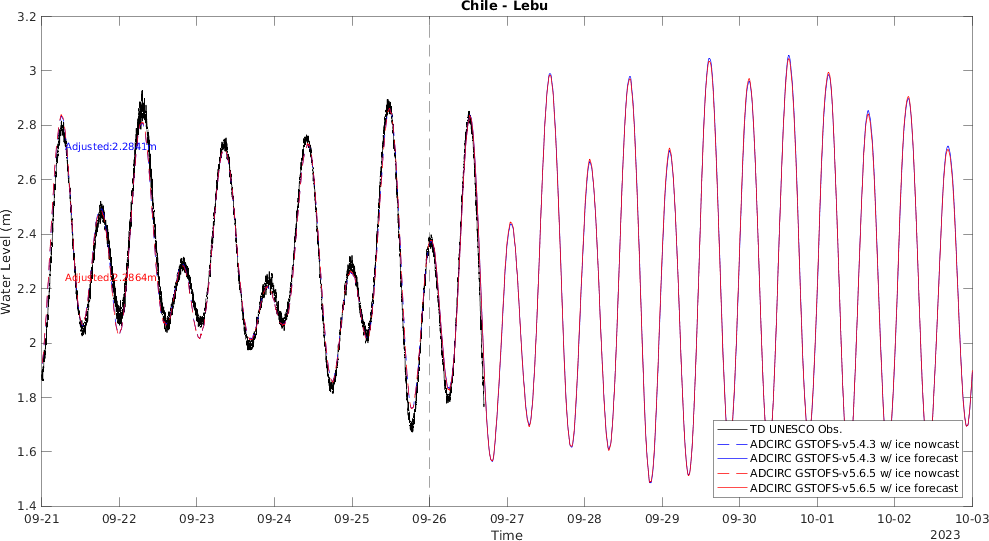 Chile - Lebu
3.2
3
2.8
2.6
2.4
2.2
2
1.8
1.6
1.4
Water Level (m)
Adjusted:2.2841m
Adjusted:2.2864m
TD UNESCO Obs.
ADCIRC GSTOFS-v5.4.3 w/ ice nowcast
ADCIRC GSTOFS-v5.4.3 w/ ice forecast
ADCIRC GSTOFS-v5.6.5 w/ ice nowcast
ADCIRC GSTOFS-v5.6.5 w/ ice forecast
09-21 09-22 09-23 09-24 09-25 09-26 09-27 09-28 09-29 09-30 10-01 10-02 10-03
Time
2023